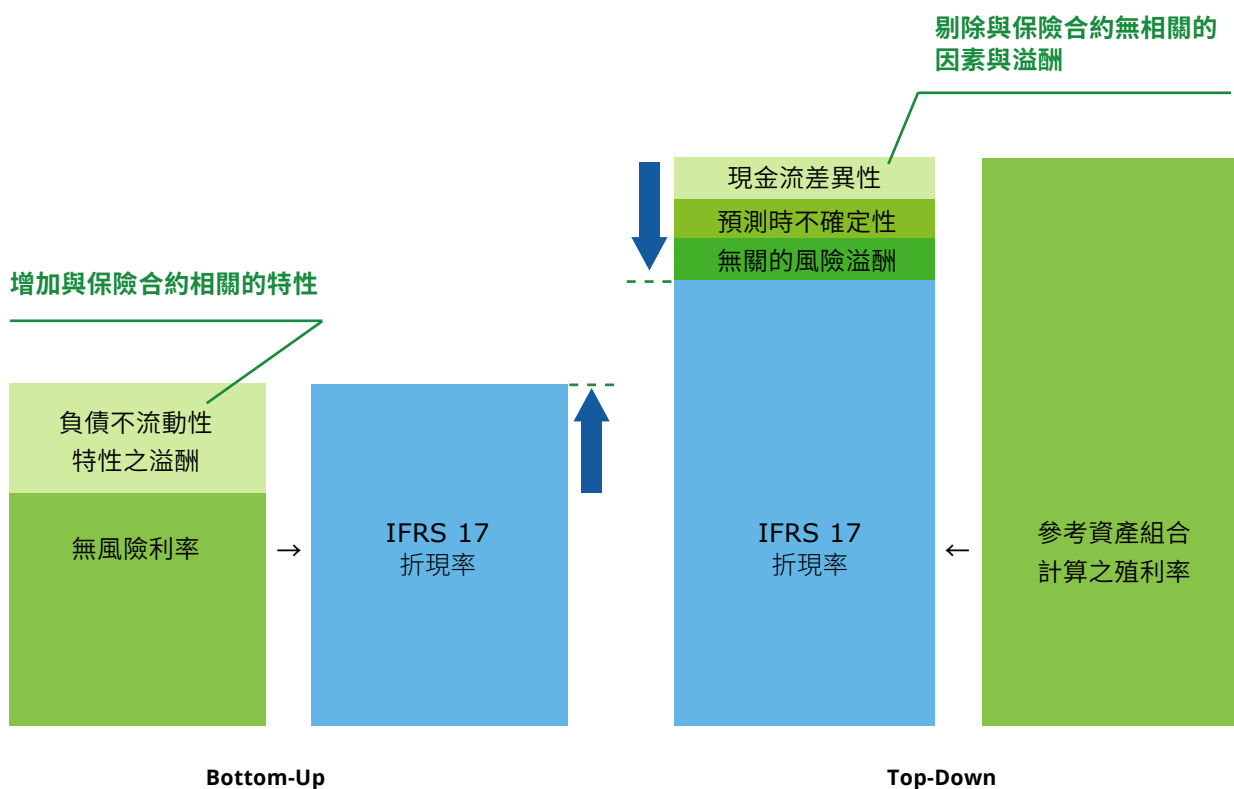 剔除與保險合約無相關的
因素與溢酬
現金流差異性
預測時不確定性
無關的風險溢酬
增加與保險合約相關的特性
負債不流動性
特性之溢酬
無風險利率
→
IFRS 17
折現率
IFRS 17
折現率
←
參考資產組合
計算之殖利率
Bottom-Up
Top-Down